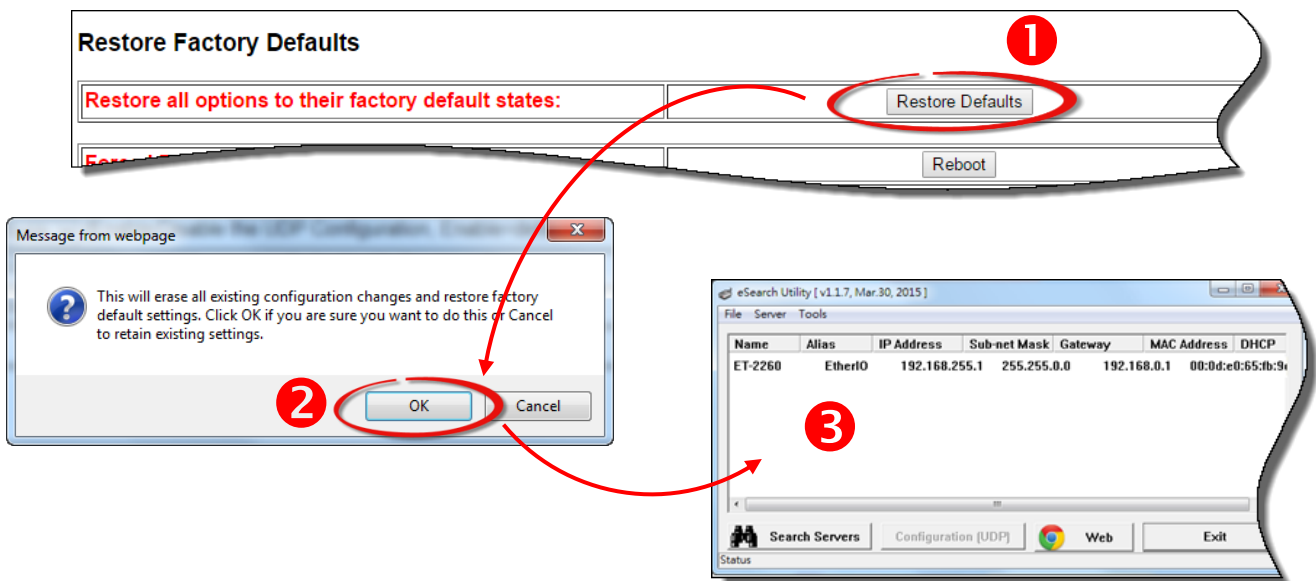 Restore Factory Defaults
1
Restore all options to their factory default states:
Restore Defaults
Reboot
Message from webpage
This will erase all existing configuration changes and restore factory
default settings. Click OK if you are sure you want to do this or Cancel
to retain existing settings.
2
OK
Cancel
eSearch Utility [ v1.1.7, Mar.30, 2015 ]
File Server Tools
Name Alias IP Address Sub-net Mask Gateway MAC Address DHCP
ET-2260 EtherIO 192.168.255.1 255.255.0.0 192.168.0.1
3
Search Servers
Configuration (UDP)
Web
Exit
Status